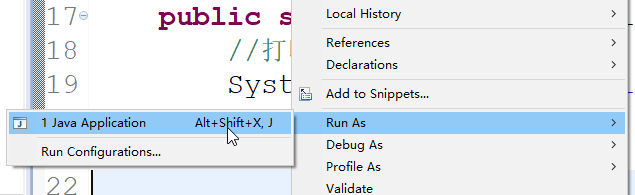 17
public s
Local History
18
//打
References
19
Syst
Declarations
Add to Snippets...
1 Java Application Alt+Shift+X, J
Run As
Run Configurations...
Debug As
Profile As
22
Validate